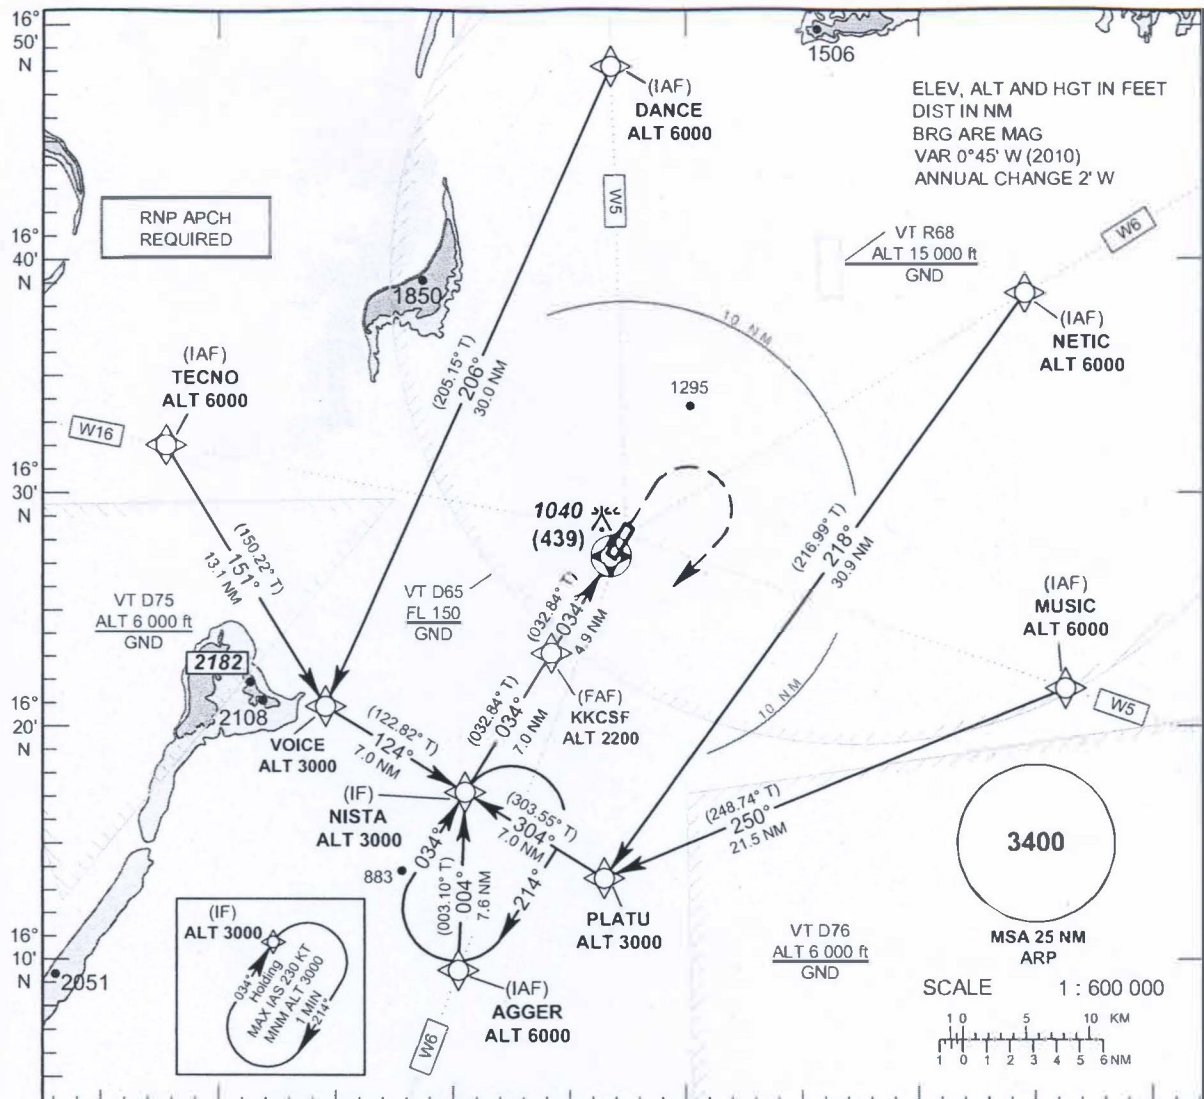 16°
50'
N
1506
(IAF)
DANCE
ALT 6000
ELEV, ALT AND HGT IN FEET
DIST IN NM
BRG ARE MAG
VAR 0°45' W (2010)
ANNUAL CHANGE 2' W
RNP APCH
REQUIRED
W5
VT R68
ALT 15 000 ft
GND
W6
16°
40'
N
1850
(IAF)
NETIC
ALT 6000
10 NM
(IAF)
TECNO
ALT 6000
(205.15° T)
206°
30.0 NM
1295
W16
16°
30'
N
1040
(439)
(216.99° T)
218°
30.9 NM
(150.22° T)
151°
13.1 NM
VT D75
ALT 6 000 ft
GND
VT D65
FL 150
GND
(032.84° T)
034°
4.9 NM
(IAF)
MUSIC
ALT 6000
2182
2108
(FAF)
KKCSF
ALT 2200
10 NM
W5
16°
20'
N
VOICE
ALT 3000
(122.82° T)
124°
7.0 NM
(032.84° T)
034°
7.0 NM
(IF)
NISTA
ALT 3000
(303.55° T)
304°
7.0 NM
(248.74° T)
250°
21.5 NM
3400
883
034°
(003.10° T)
004°
7.6 NM
214°
PLATU
ALT 3000
VT D76
ALT 6 000 ft
GND
MSA 25 NM
ARP
16°
10'
N
2051
(IF)
ALT 3000
034°
Holding
MAX IAS 230 KT
MNM ALT 3000
1 MIN
214°
(IAF)
AGGER
ALT 6000
W6
SCALE 1 : 600 000
1 0 5 10 KM
1 0 1 2 3 4 5 6 NM